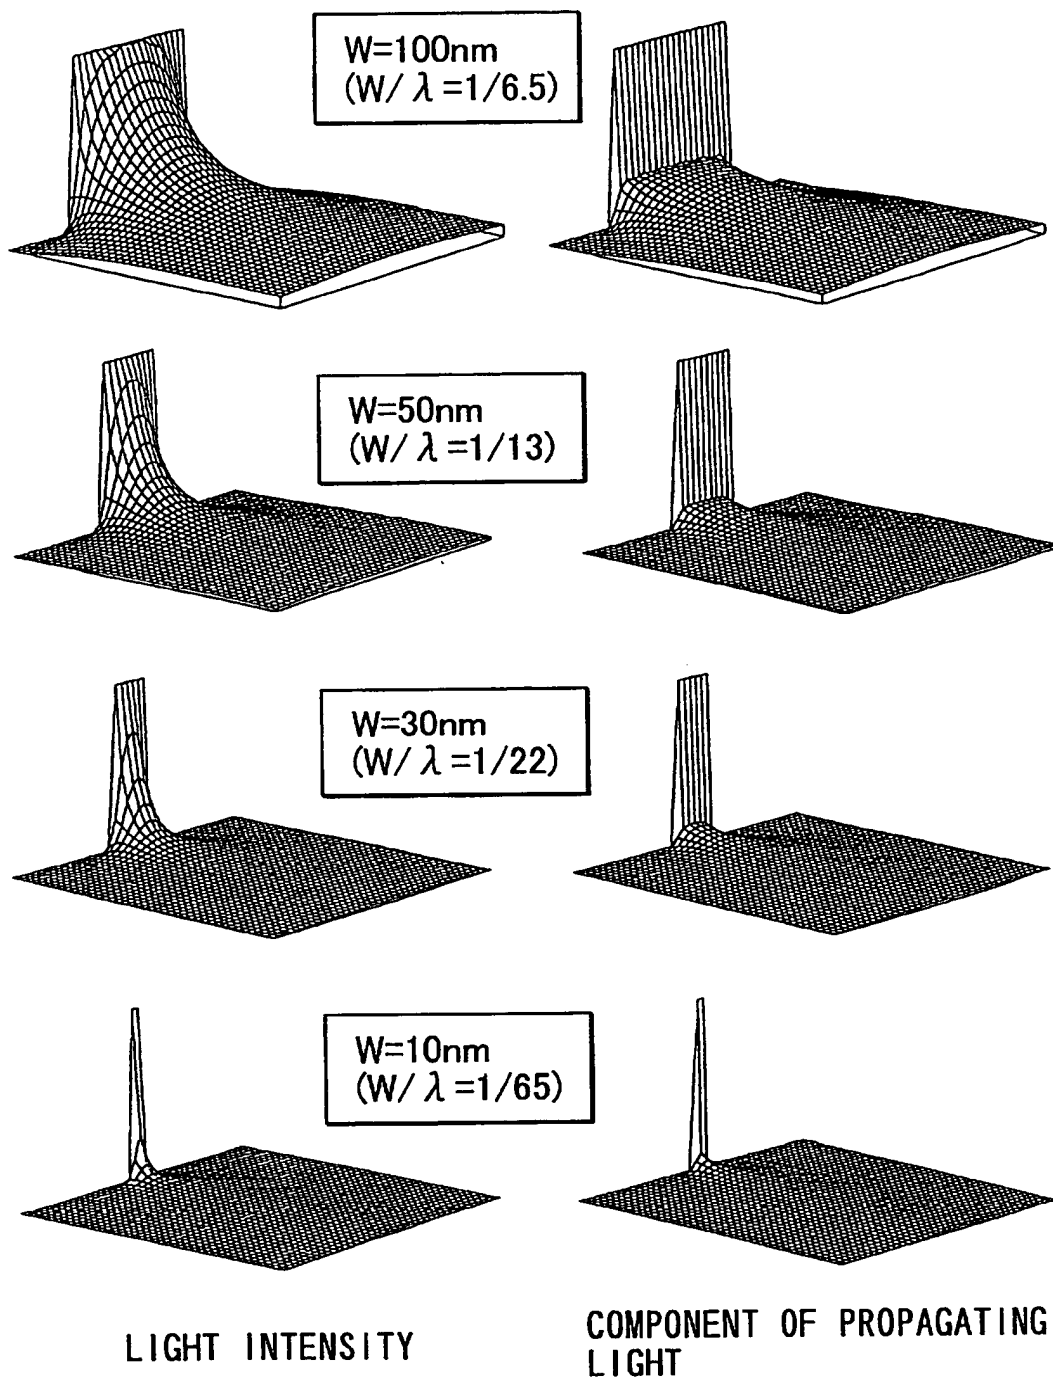 W=100nm
(W/λ=1/6.5)
W=50nm
(W/λ=1/13)
W=30nm
(W/λ=1/22)
W=10nm
(W/λ=1/65)
LIGHT INTENSITY
COMPONENT OF PROPAGATING
LIGHT